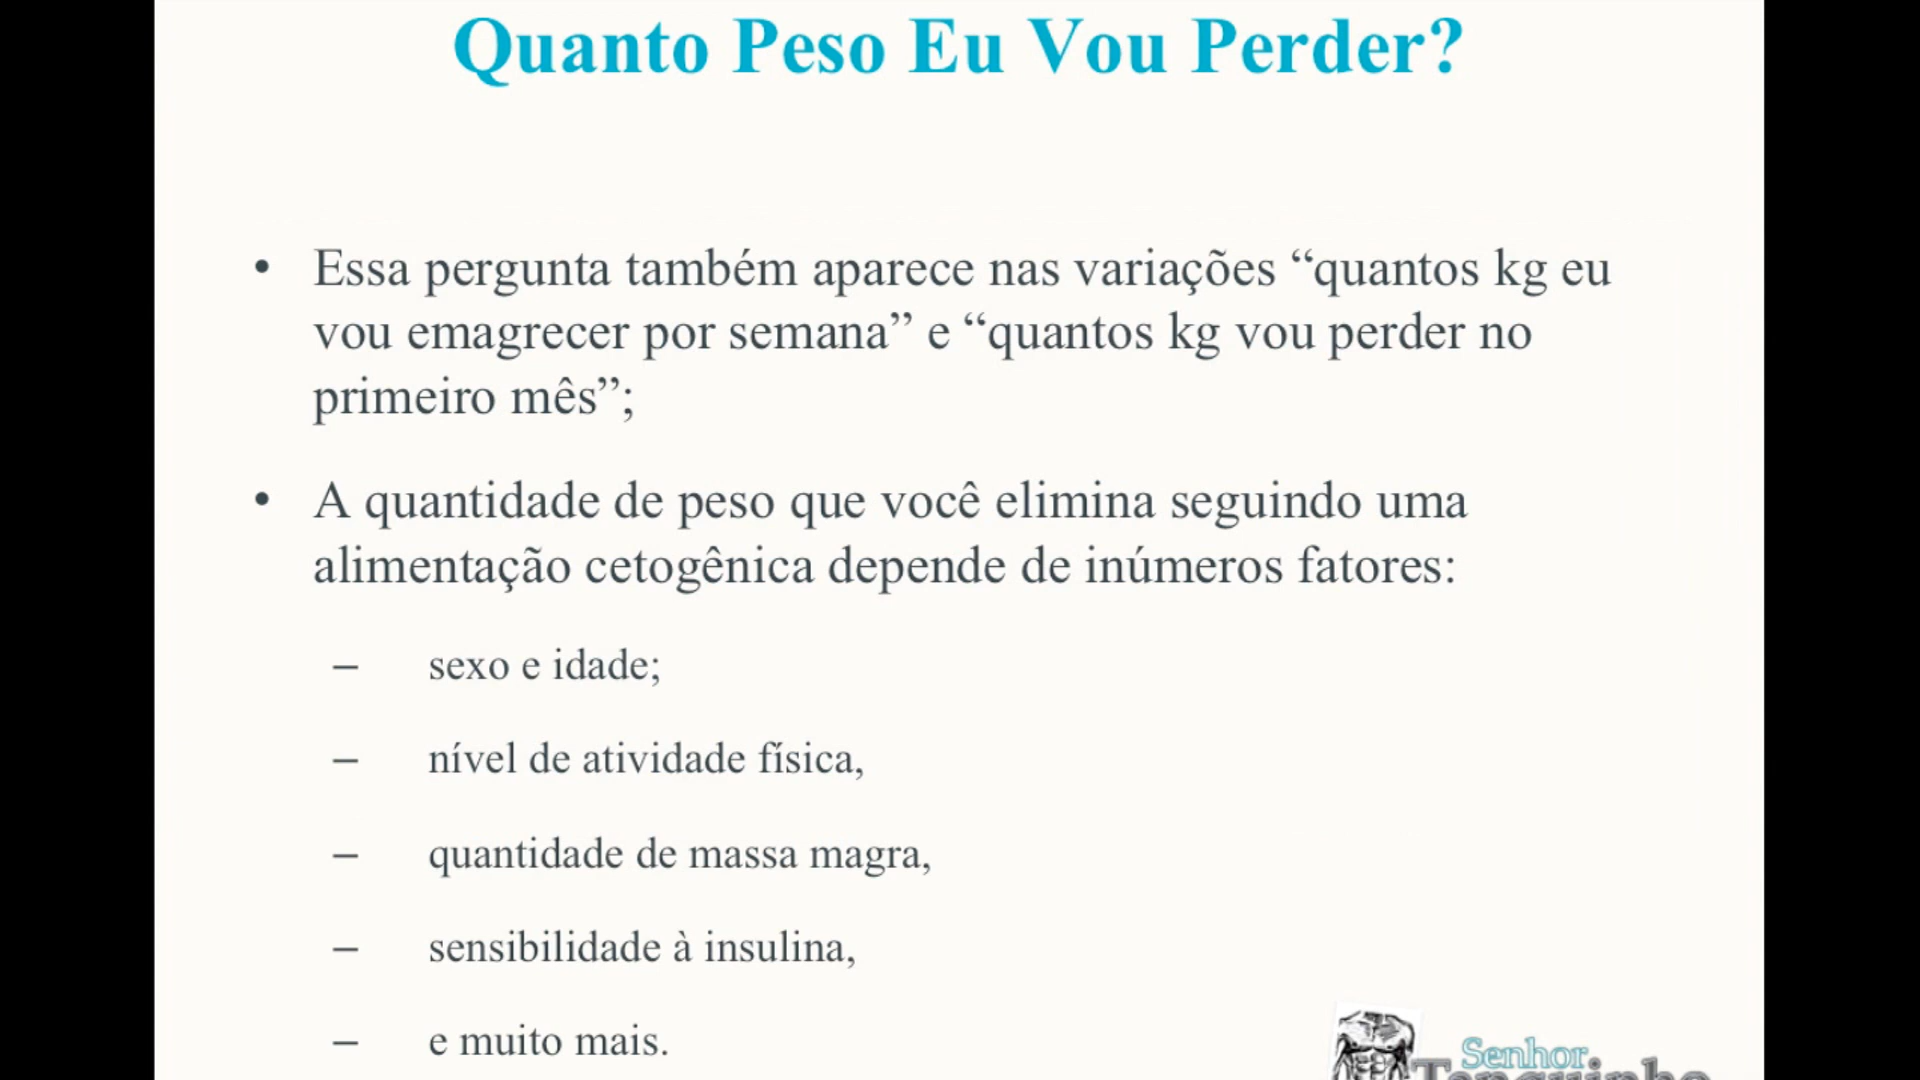 Quanto Peso Eu Vou Perder?
• Essa pergunta também aparece nas variações “quantos kg eu
vou emagrecer por semana” e “quantos kg vou perder no
primeiro mês”;
• A quantidade de peso que você elimina seguindo uma
alimentação cetogênica depende de inúmeros fatores:
– sexo e idade;
– nível de atividade física,
– quantidade de massa magra,
– sensibilidade à insulina,
– e muito mais.
Senhor
Tanquinho